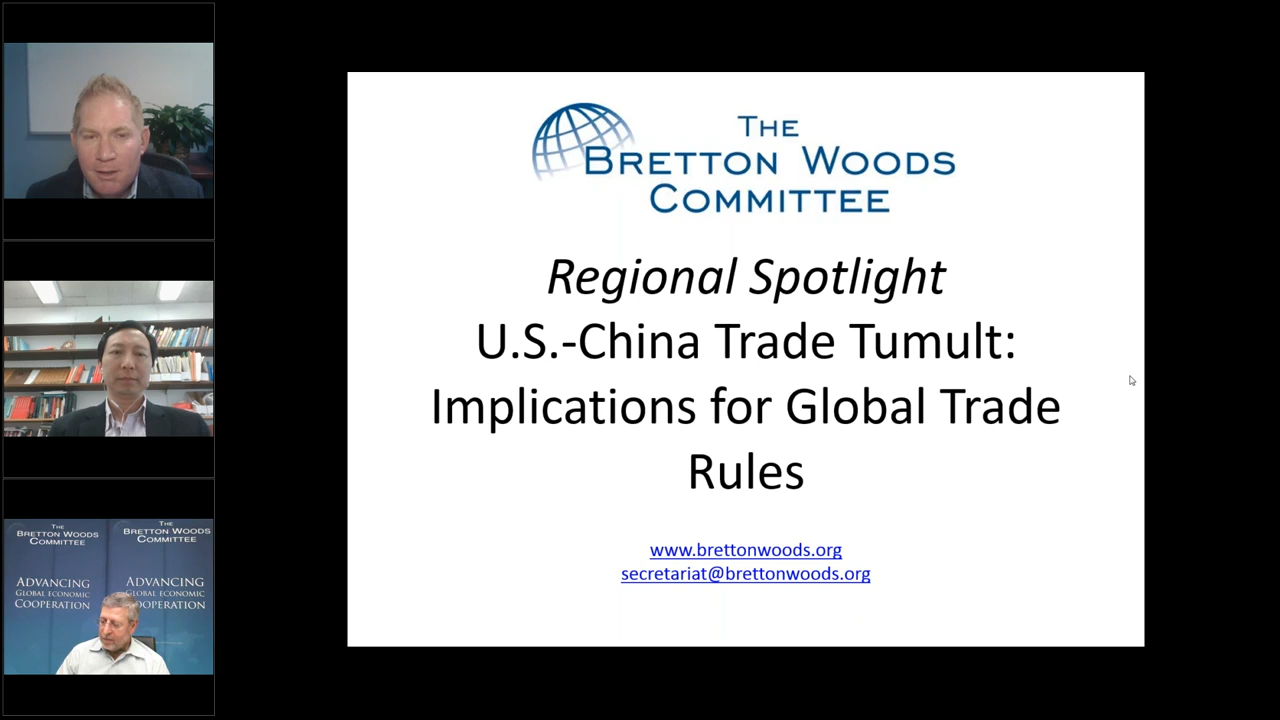 THE
BRETTON WOODS
COMMITTEE
Regional Spotlight
U.S.-China Trade Tumult:
Implications for Global Trade
Rules
www.brettonwoods.org
secretariat@brettonwoods.org
THE
BRETTON WOODS
COMMITTEE
ADVANCING
GLOBAL ECONOMIC
COOPERATION
THE
BRETTON WOODS
COMMITTEE
ADVANCING
GLOBAL ECONOMIC
COOPERATION